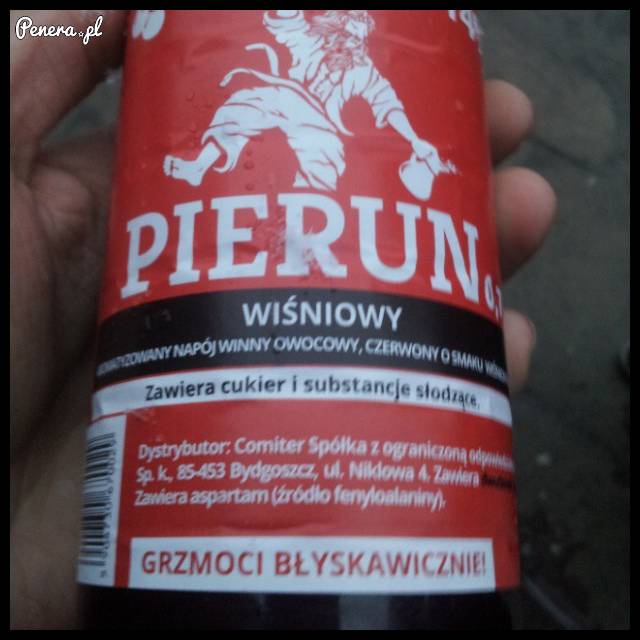 Penera.pl
PIERUN
WIŚNIOWY
NAPÓJ WINNY OWOCOWY, CZERWONY O SMAKU
Zawiera cukier i substancje słodzące.
Dystrybutor: Comiter Spółka z ograniczoną
Sp. k., 85-453 Bydgoszcz, ul. Niklowa 4. Zawiera
Zawiera aspartam (źródło fenyloalaniny).
GRZMOCI BŁYSKAWICZNIE!